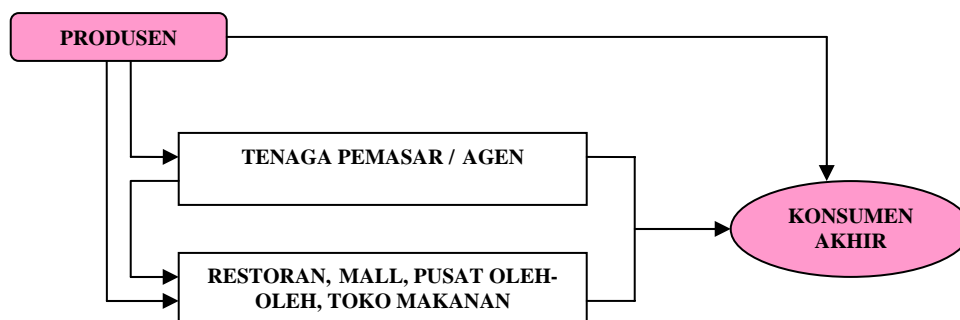 PRODUSEN
TENAGA PEMASAR / AGEN
KONSUMEN
AKHIR
RESTORAN, MALL, PUSAT OLEH-
OLEH, TOKO MAKANAN